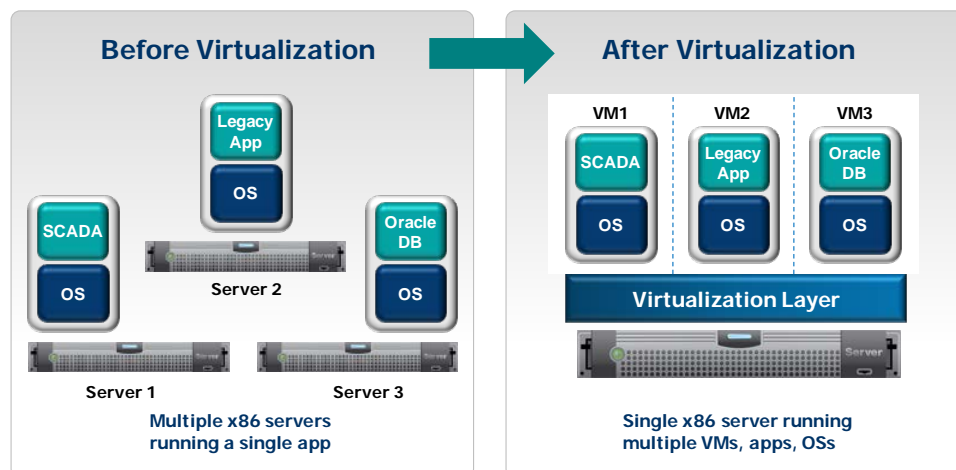 Before Virtualization
Legacy
App
OS
Server
Server 2
SCADA
OS
Server 1
Oracle
DB
OS
Server 3
Multiple x86 servers
running a single app
After Virtualization
VM1
VM2
VM3
SCADA
OS
Legacy
App
OS
Oracle
DB
OS
Virtualization Layer
Server
Single x86 server running
multiple VMs, apps, OSs